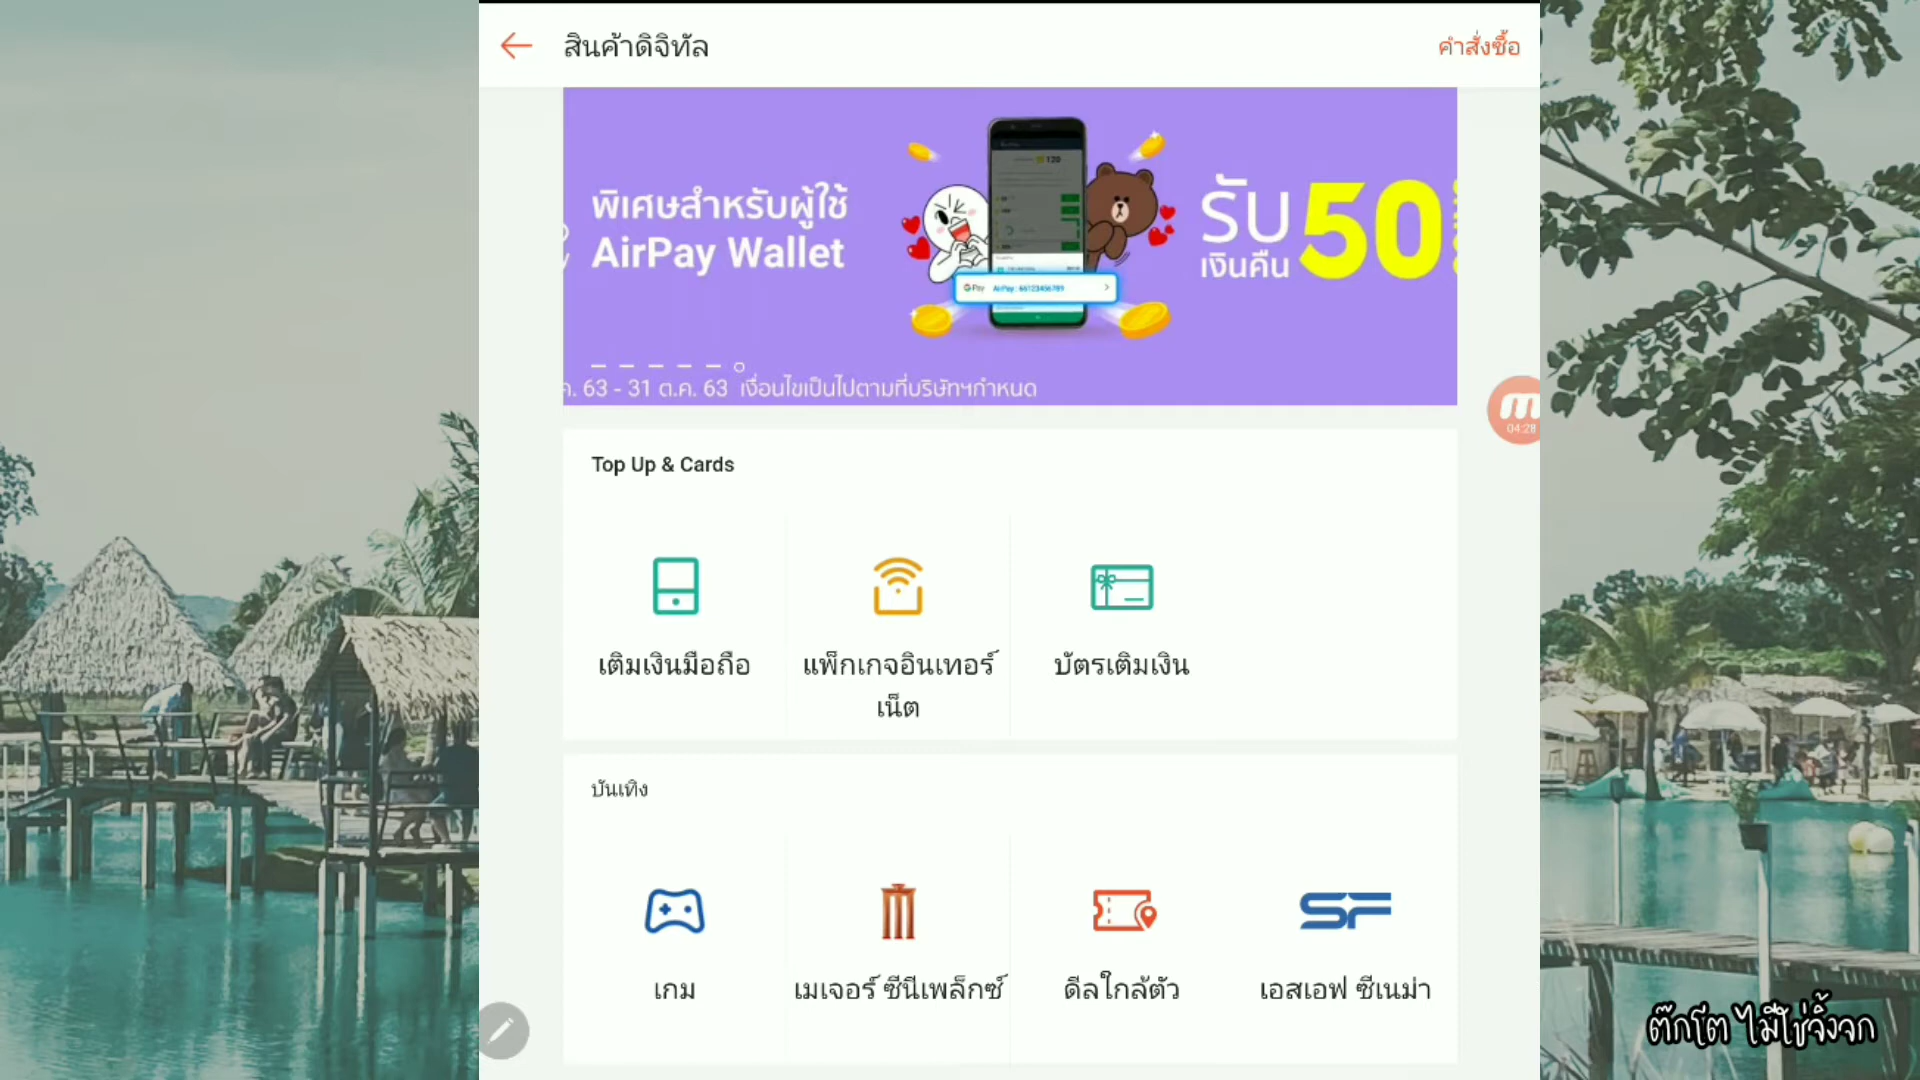 สินค้าดิจิทัล
คำสั่งซื้อ
พิเศษสำหรับผู้ใช้
AirPay Wallet
120
G Pay AirPay : 66123456789
รับ
เงินคืน
50
ค. 63 - 31 ต.ค. 63 เงื่อนไขเป็นไปตามที่บริษัทฯกำหนด
04:28
Top Up & Cards
เติมเงินมือถือ
แพ็กเกจอินเทอร์
เน็ต
บัตรเติมเงิน
บันเทิง
SF
เกม
เมเจอร์ ซีนีเพล็กซ์
ดีลใกล้ตัว
เอสเอฟ ซีเนม่า
ต๊กโต ไม่ใช่จิ้งจก